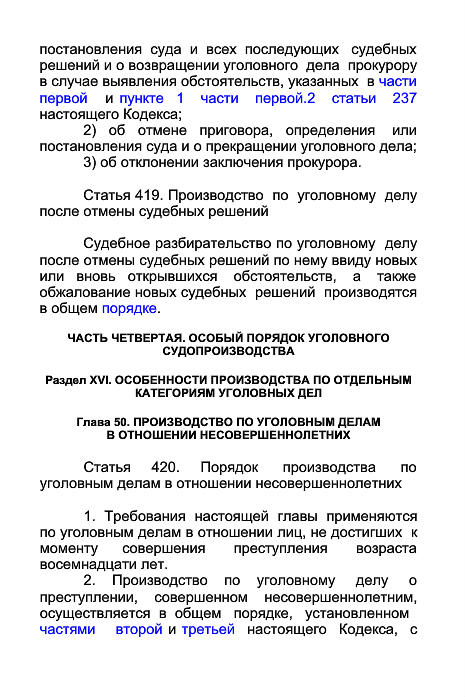 постановления суда и всех последующих судебных
решений и о возвращении уголовного дела прокурору
в случае выявления обстоятельств, указанных в части
первой и пункте 1 части первой.2 статьи 237
настоящего Кодекса;
2) об отмене приговора, определения или
постановления суда и о прекращении уголовного дела;
3) об отклонении заключения прокурора.
Статья 419. Производство по уголовному делу
после отмены судебных решений
Судебное разбирательство по уголовному делу
после отмены судебных решений по нему ввиду новых
или вновь открывшихся обстоятельств, а также
обжалование новых судебных решений производятся
в общем порядке.
ЧАСТЬ ЧЕТВЕРТАЯ. ОСОБЫЙ ПОРЯДОК УГОЛОВНОГО
СУДОПРОИЗВОДСТВА
Раздел XVI. ОСОБЕННОСТИ ПРОИЗВОДСТВА ПО ОТДЕЛЬНЫМ
КАТЕГОРИЯМ УГОЛОВНЫХ ДЕЛ
Глава 50. ПРОИЗВОДСТВО ПО УГОЛОВНЫМ ДЕЛАМ
В ОТНОШЕНИИ НЕСОВЕРШЕННОЛЕТНИХ
Статья 420. Порядок производства по
уголовным делам в отношении несовершеннолетних
1. Требования настоящей главы применяются
по уголовным делам в отношении лиц, не достигших к
моменту совершения преступления возраста
восемнадцати лет.
2. Производство по уголовному делу о
преступлении, совершенном несовершеннолетним,
осуществляется в общем порядке, установленном
частями второй и третьей настоящего Кодекса, с